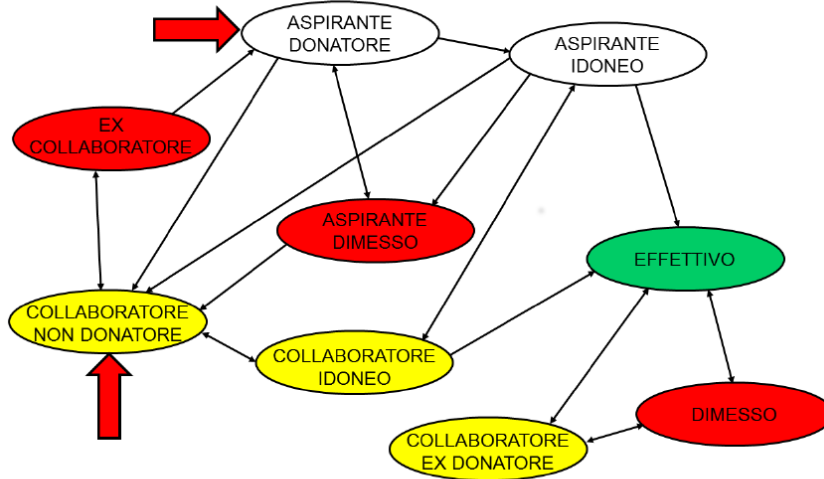 ASPIRANTE
DONATORE
ASPIRANTE
IDONEO
EX
COLLABORATORE
ASPIRANTE
DIMESSO
EFFETTIVO
COLLABORATORE
NON DONATORE
COLLABORATORE
IDONEO
DIMESSO
COLLABORATORE
EX DONATORE